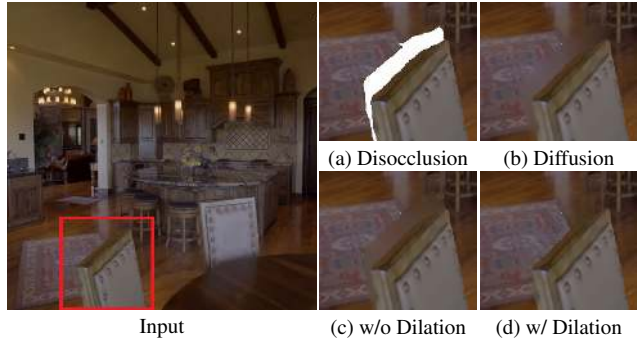 (a) Disocclusion
(b) Diffusion
Input
(c) w/o Dilation
(d) w/ Dilation